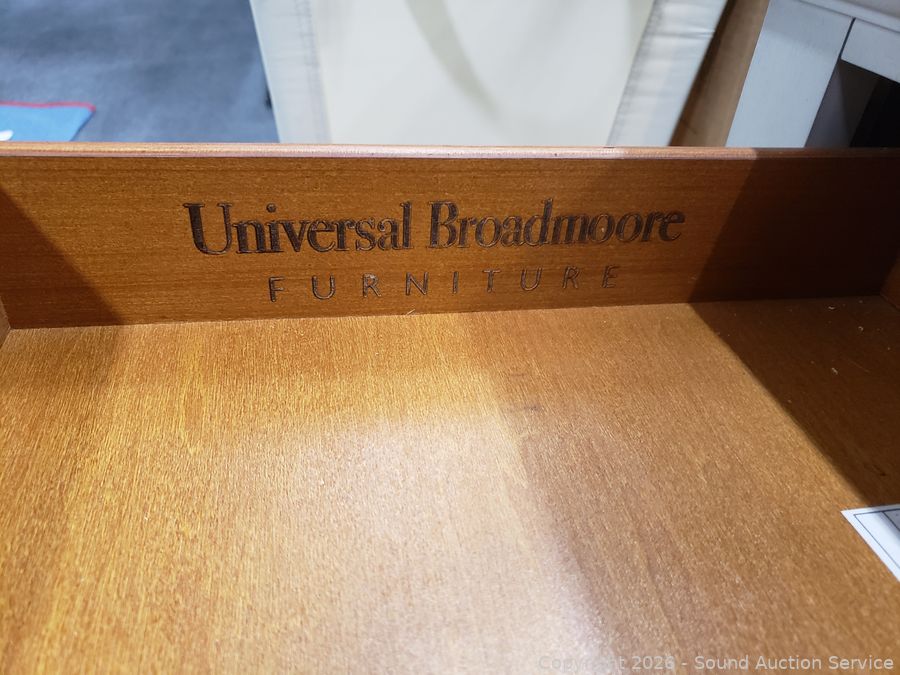 Universal Broadmoore
FURNITURE
Copyright 2026 - Sound Auction Service